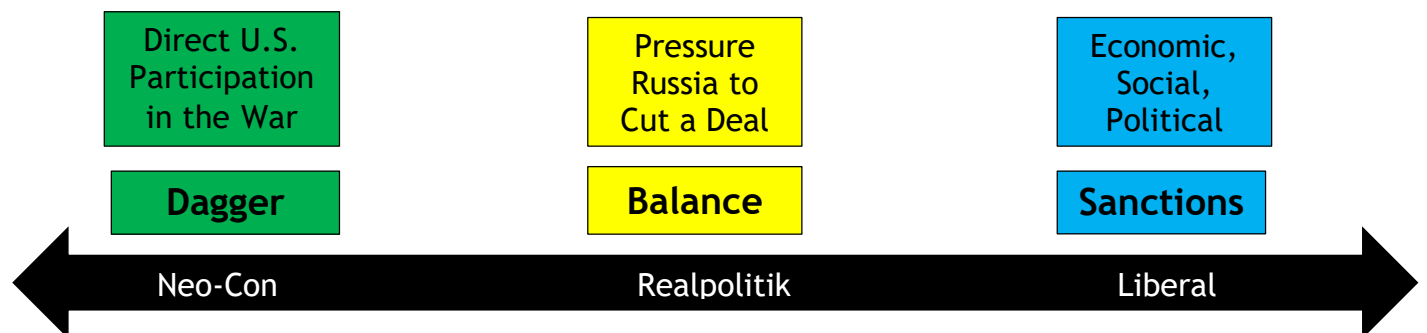 Direct U.S.
Participation
in the War
Pressure
Russia to
Cut a Deal
Economic,
Social,
Political
Dagger
Balance
Sanctions
Neo-Con
Realpolitik
Liberal